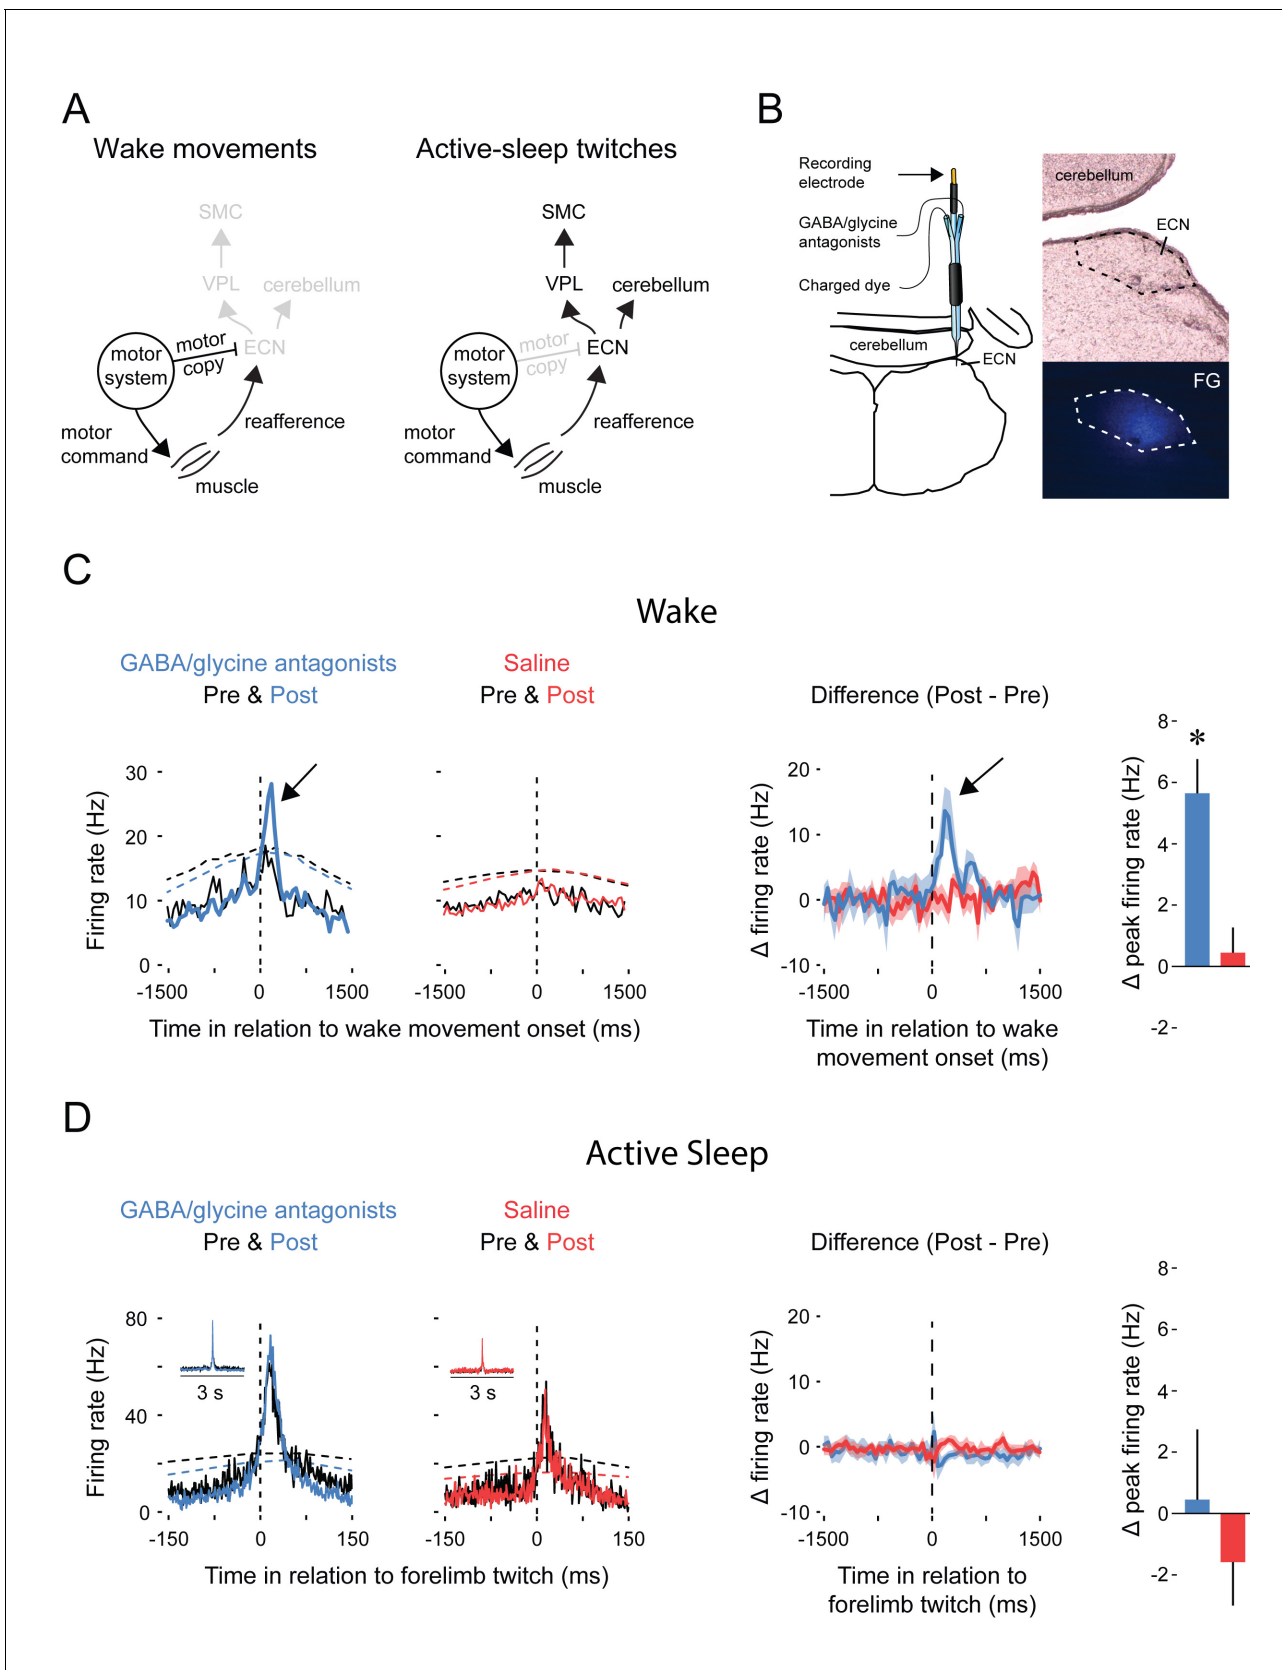 A
Wake movements
Active-sleep twitches
SMC
VPL
cerebellum
motor
system
motor
copy
ECN
reafference
motor
command
muscle
SMC
VPL
cerebellum
motor
system
motor
copy
ECN
reafference
motor
command
muscle
B
Recording
electrode
GABA/glycine
antagonists
Charged dye
cerebellum
ECN
cerebellum
ECN
FG
C
Wake
GABA/glycine antagonists
Pre & Post
Saline
Pre & Post
Difference (Post - Pre)
Firing rate (Hz)
30
20
10
0
-1500
0
1500
-1500
0
1500
Time in relation to wake movement onset (ms)
Δ firing rate (Hz)
20
10
0
-10
-1500
0
1500
Time in relation to wake
movement onset (ms)
Δ peak firing rate (Hz)
8
6
4
2
0
-2
*
D
Active Sleep
GABA/glycine antagonists
Pre & Post
Saline
Pre & Post
Difference (Post - Pre)
Firing rate (Hz)
80
40
0
3 s
3 s
-150
0
150
-150
0
150
Time in relation to forelimb twitch (ms)
Δ firing rate (Hz)
20
10
0
-10
-1500
0
1500
Time in relation to
forelimb twitch (ms)
Δ peak firing rate (Hz)
8
6
4
2
0
-2